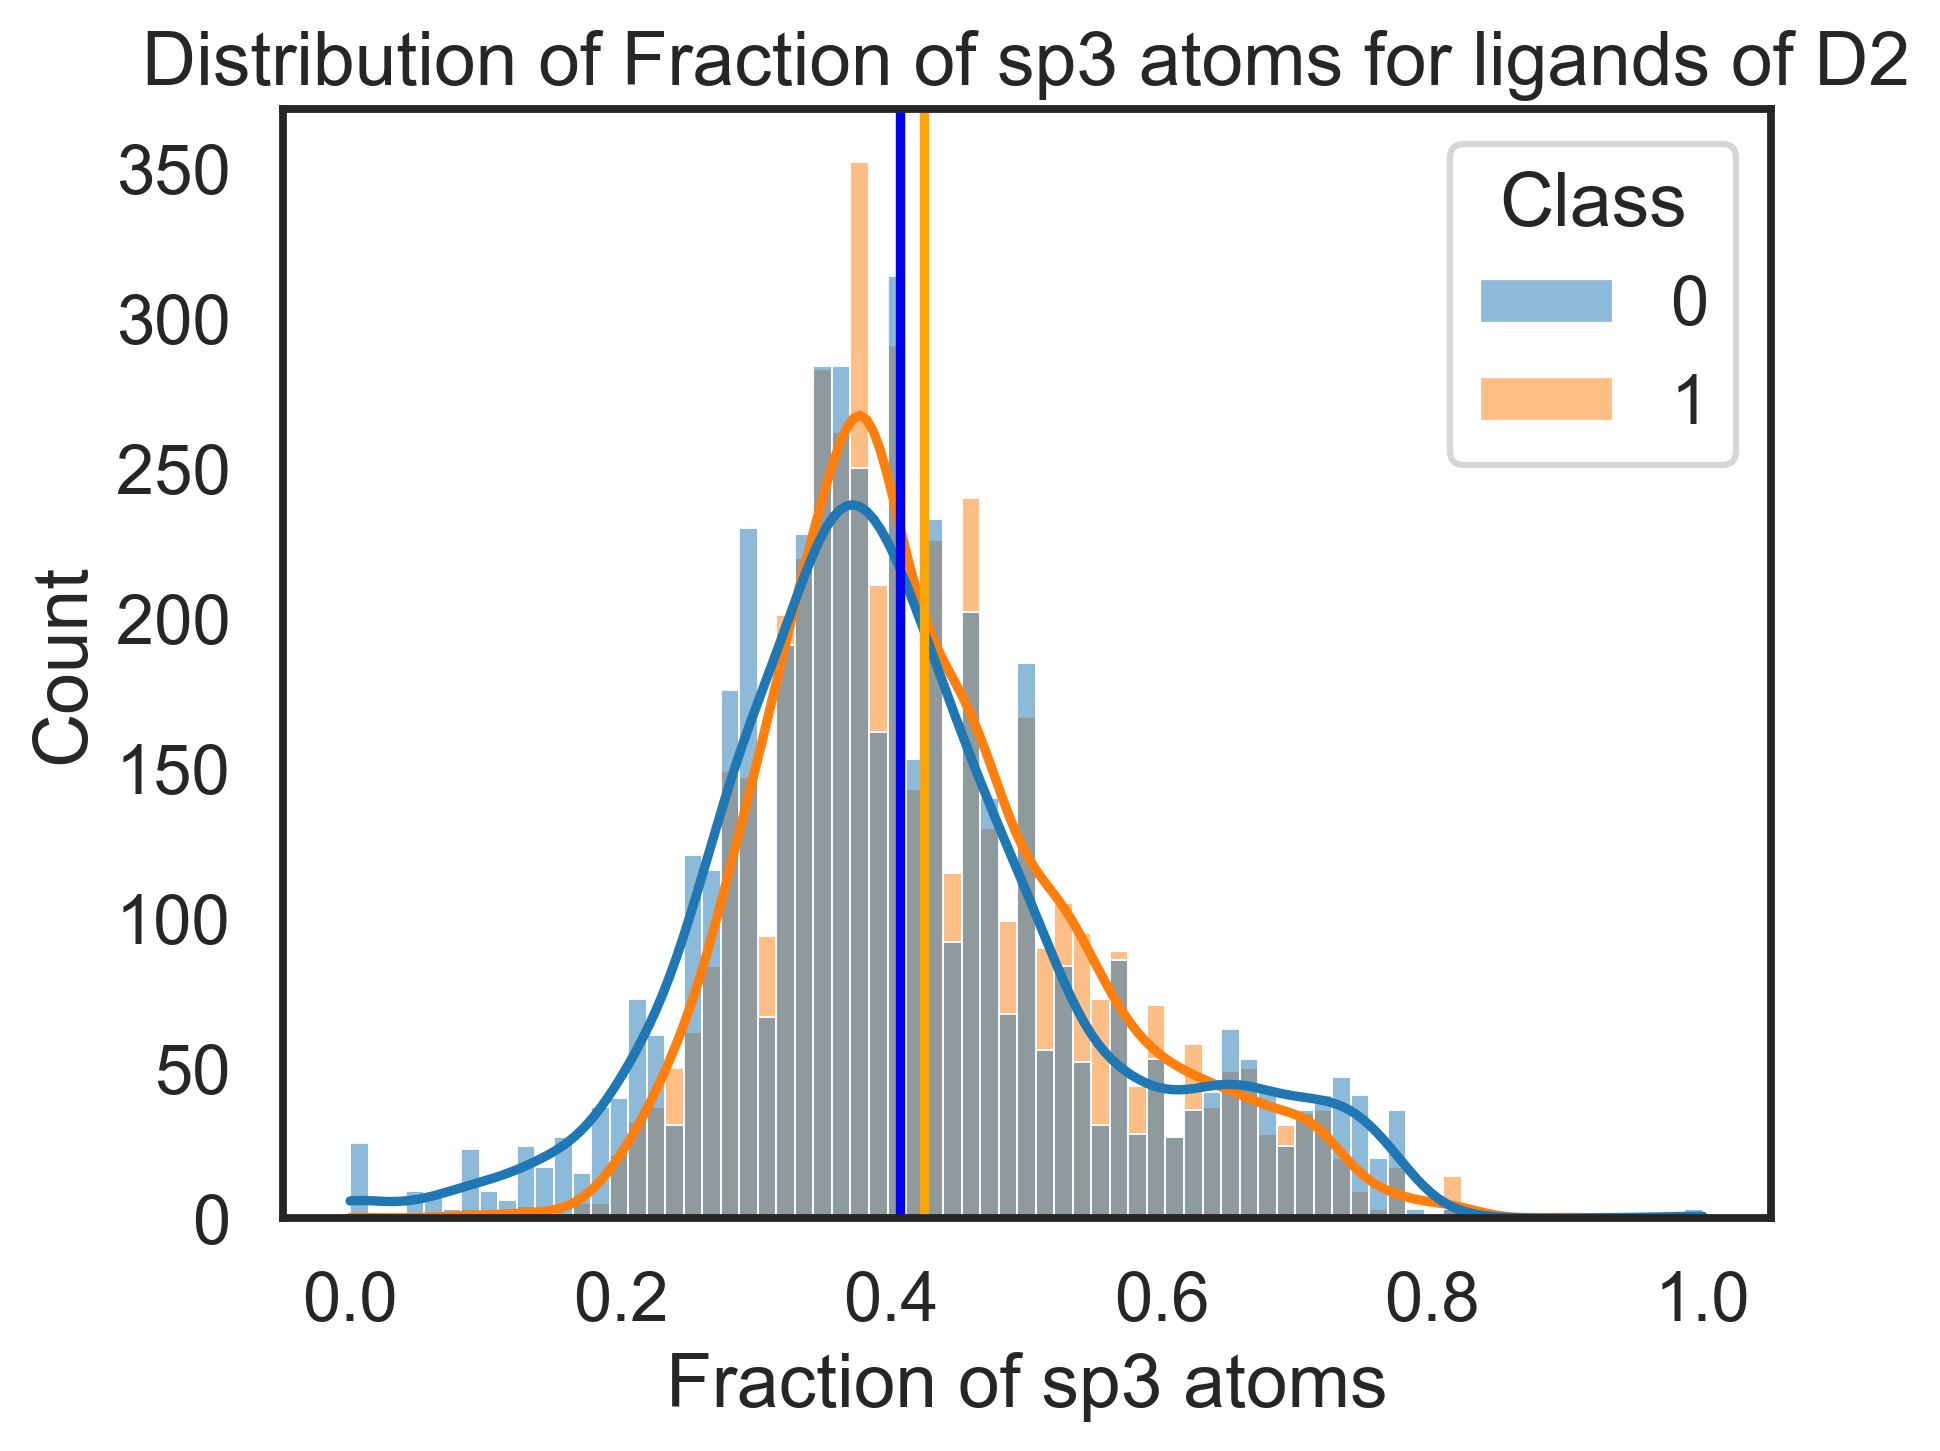 Distribution of Fraction of sp3 atoms for ligands of D2
350
300
250
200
150
100
50
0
Count
Class
0
1
0.0 0.2 0.4 0.6 0.8 1.0
Fraction of sp3 atoms